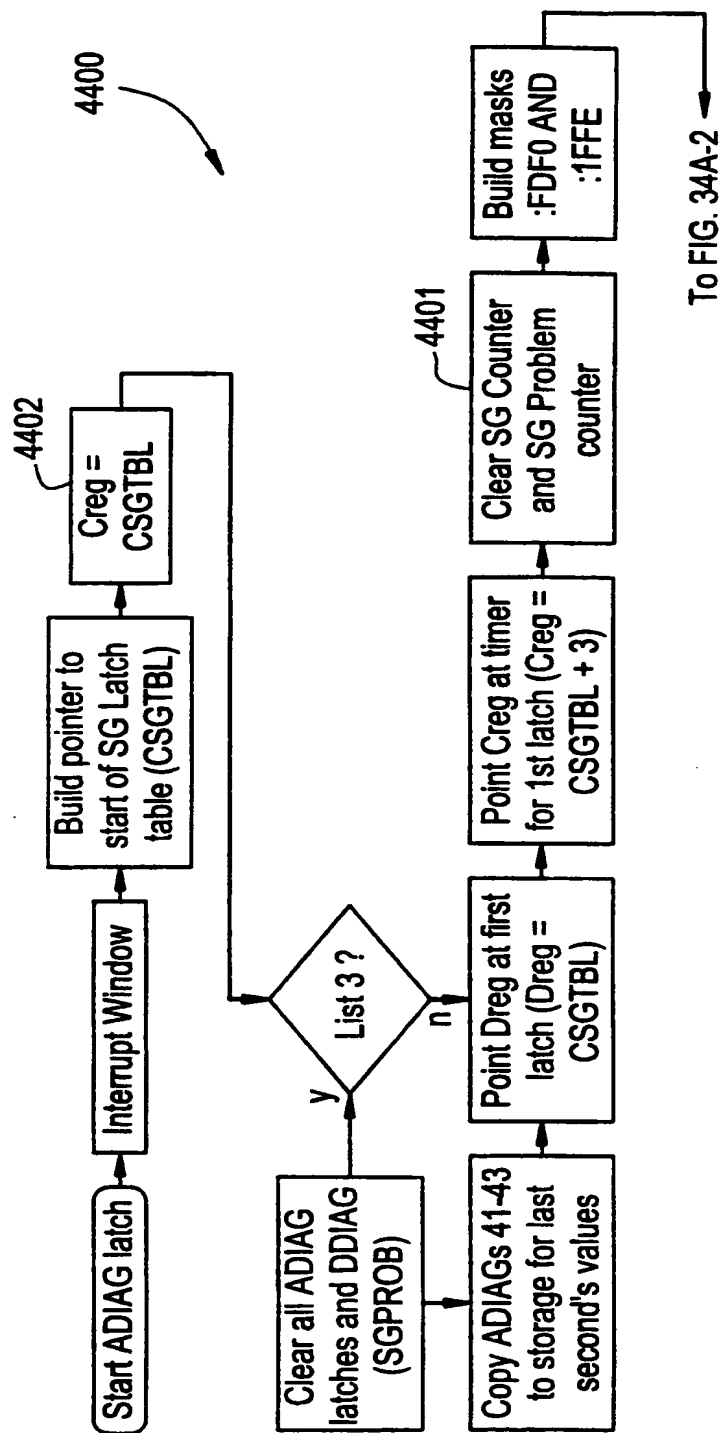 4400
Start ADIAG latch
Interrupt Window
Build pointer to
start of SG Latch
table (CSGTBL)
4402
Creg =
CSGTBL
List 3 ?
y
n
Clear all ADIAG
latches and DDIAG
(SGPROB)
Copy ADIAGs 41-43
to storage for last
second's values
Point Dreg at first
latch (Dreg =
CSGTBL)
Point Creg at timer
for 1st latch (Creg =
CSGTBL + 3)
4401
Clear SG Counter
and SG Problem
counter
Build masks
:FDF0 AND
:1FFE
To FIG. 34A-2